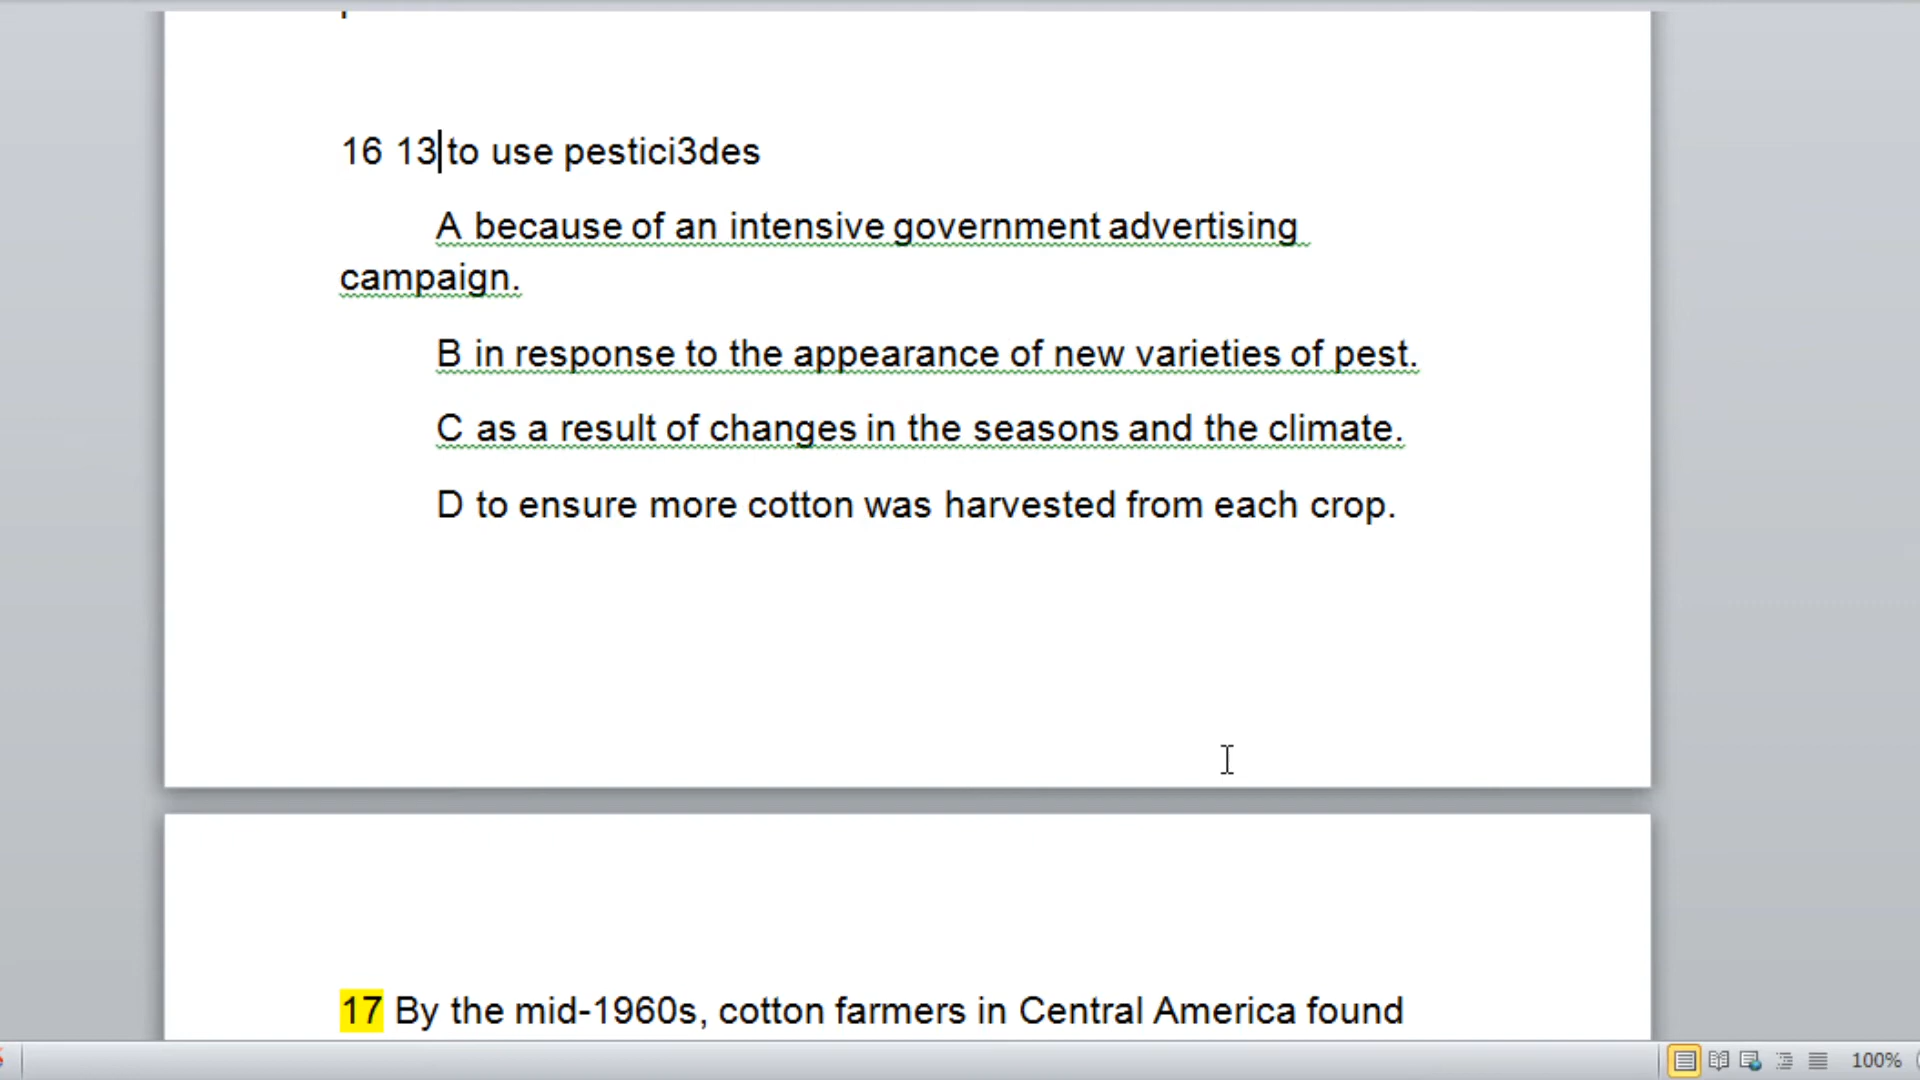 16 13 to use pestici3des
A because of an intensive government advertising
campaign.
B in response to the appearance of new varieties of pest.
C as a result of changes in the seasons and the climate.
D to ensure more cotton was harvested from each crop.
17 By the mid-1960s, cotton farmers in Central America found
100%